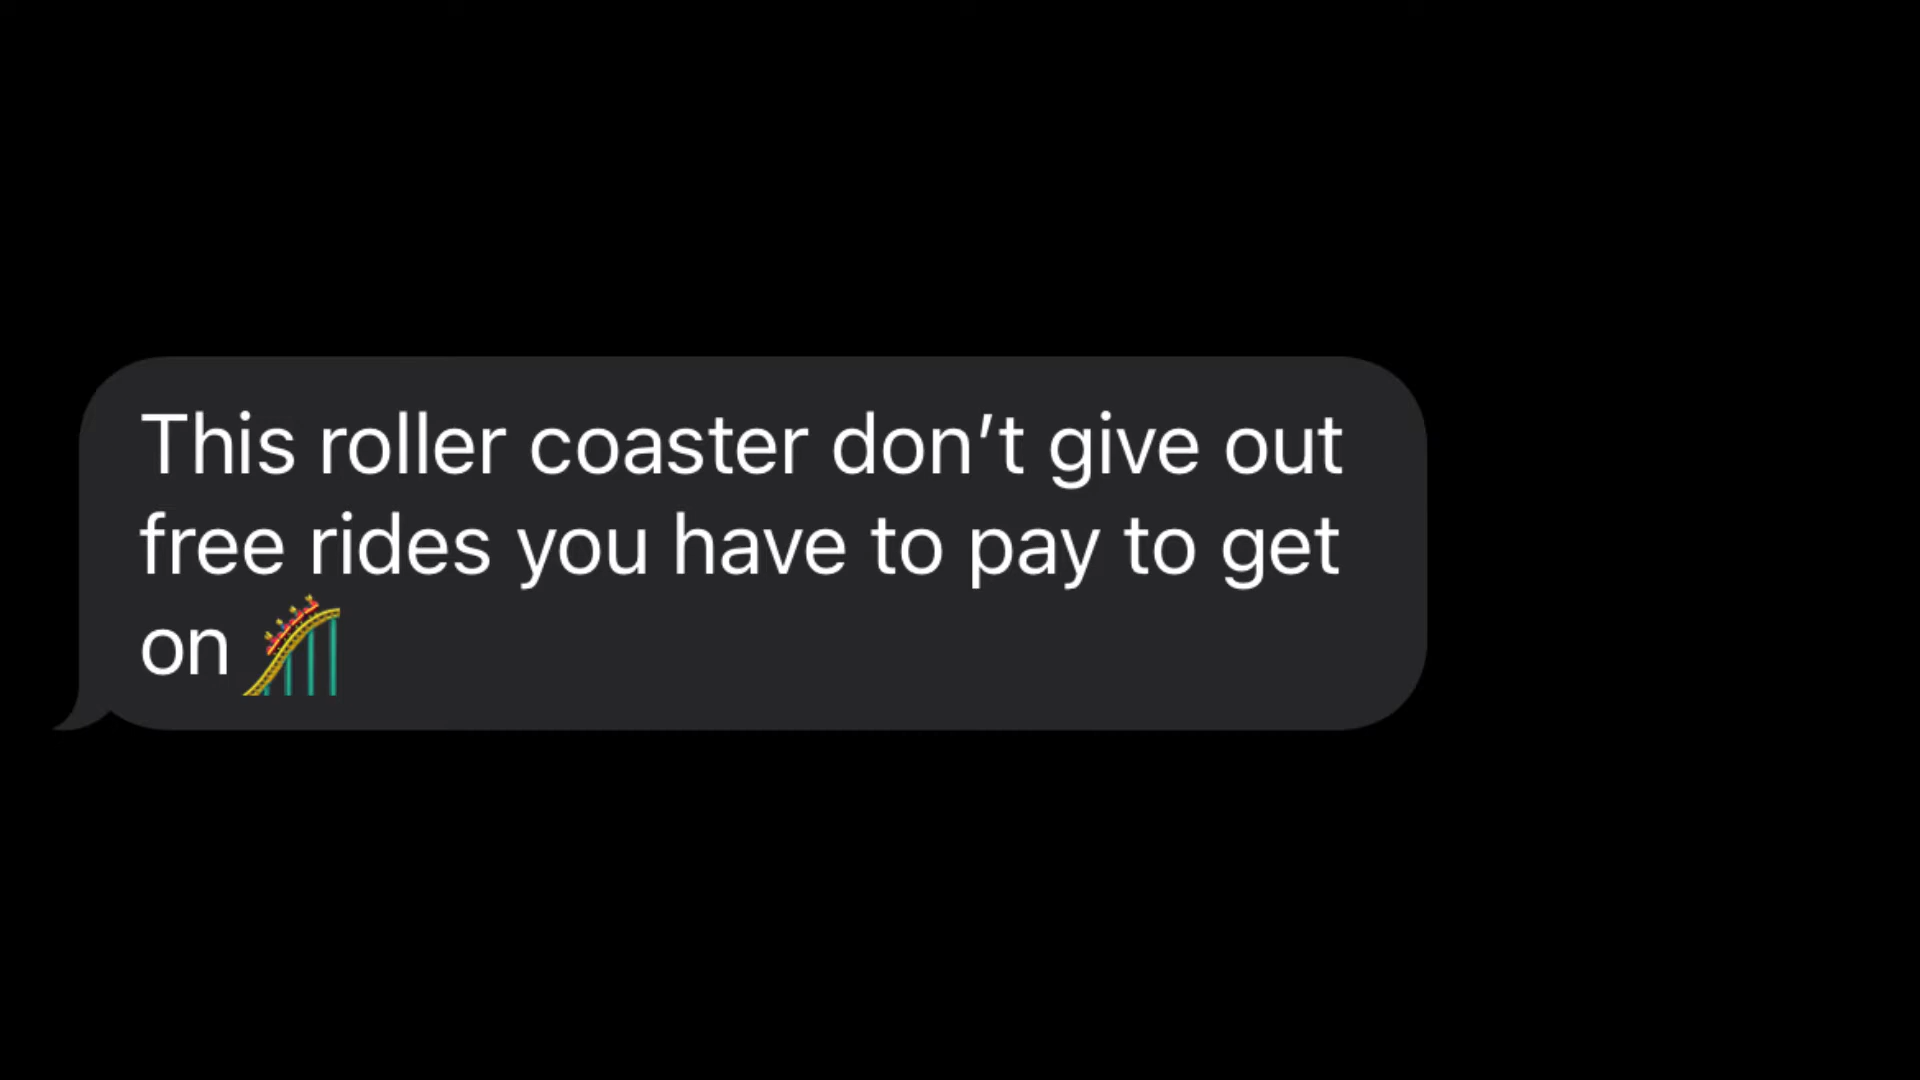 This roller coaster don’t give out
free rides you have to pay to get
on 🎢